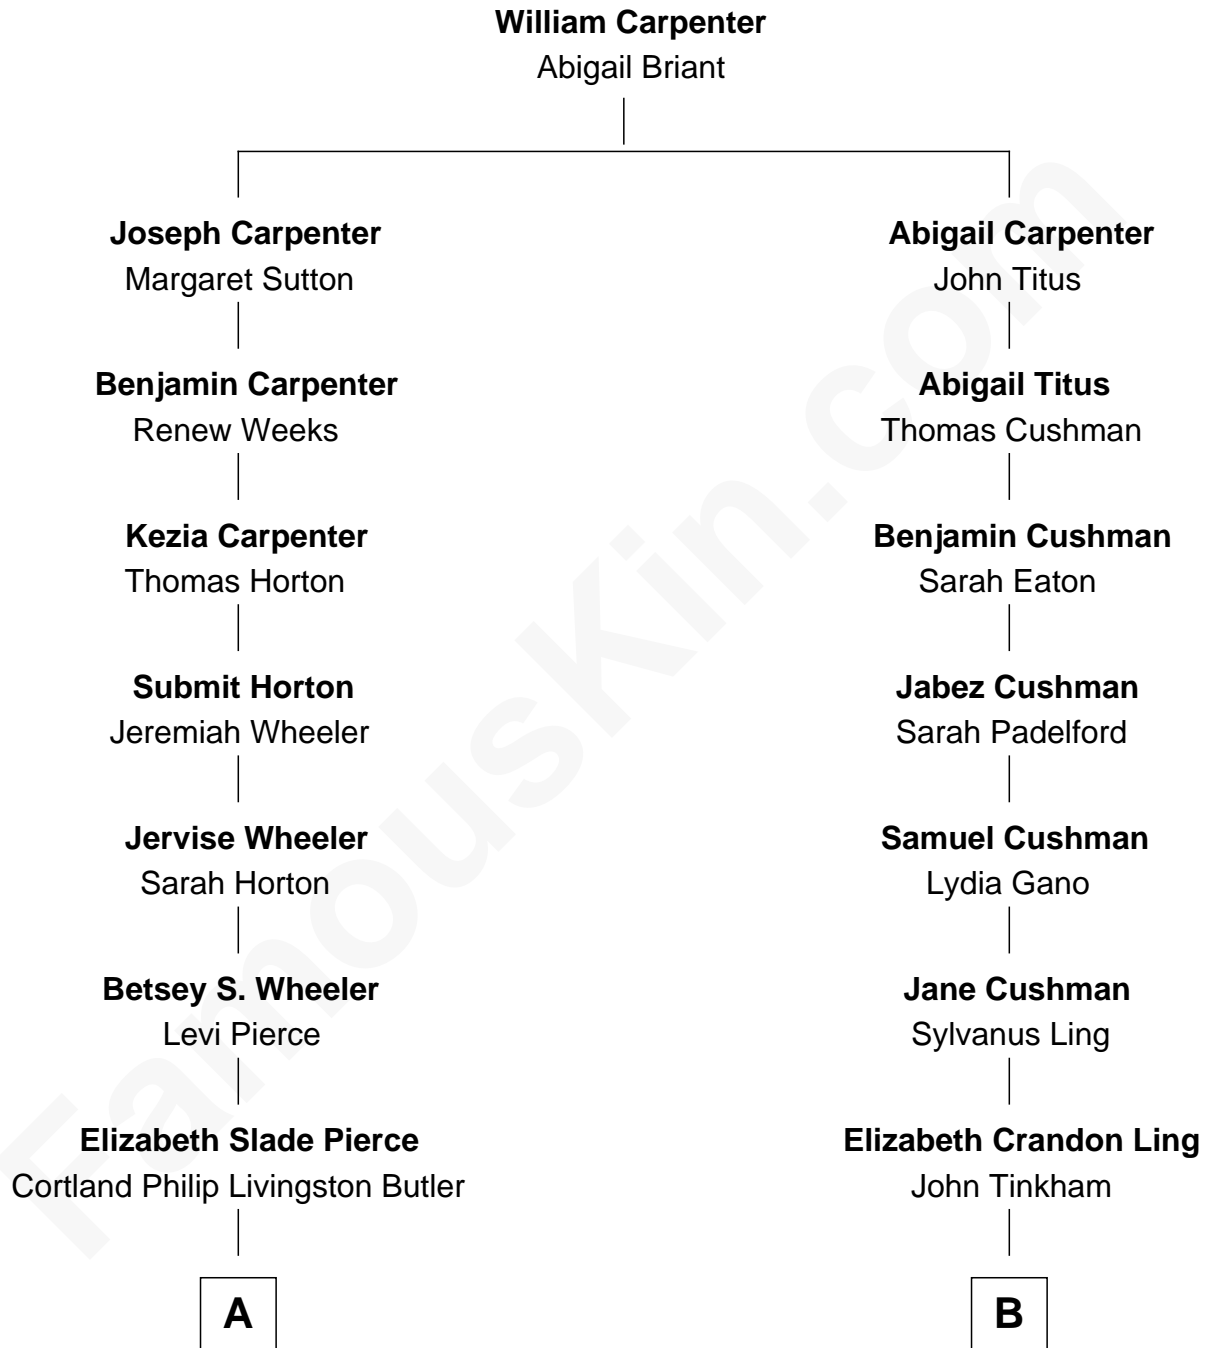 William Carpenter
Abigail Briant
Joseph Carpenter
Margaret Sutton
Abigail Carpenter
John Titus
Benjamin Carpenter
Renew Weeks
Abigail Titus
Thomas Cushman
Kezia Carpenter
Thomas Horton
Benjamin Cushman
Sarah Eaton
Submit Horton
Jeremiah Wheeler
Jabez Cushman
Sarah Padelford
Jervise Wheeler
Sarah Horton
Samuel Cushman
Lydia Gano
Betsey S. Wheeler
Levi Pierce
Jane Cushman
Sylvanus Ling
Elizabeth Slade Pierce
Cortland Philip Livingston Butler
Elizabeth Crandon Ling
John Tinkham
A
B
FamousKin.com